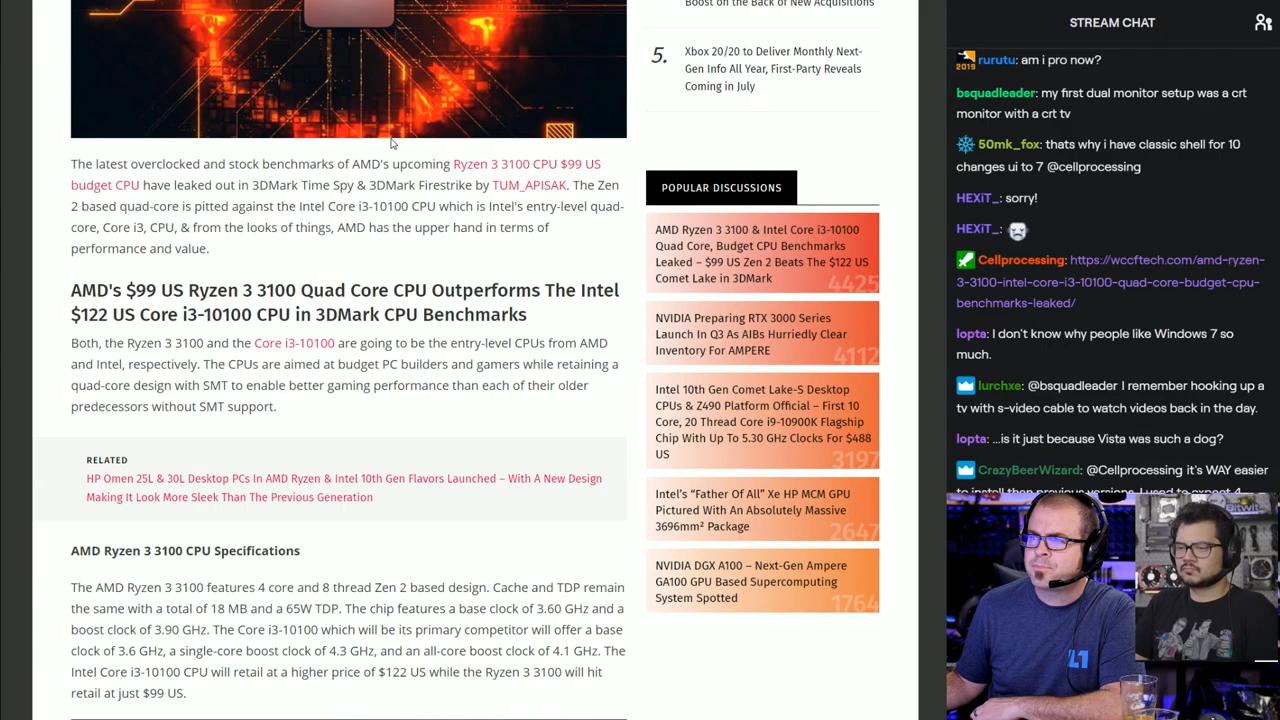 The latest overclocked and stock benchmarks of AMD's upcoming Ryzen 3 3100 CPU $99 US
budget CPU have leaked out in 3DMark Time Spy & 3DMark Firestrike by TUM_APISAK. The Zen
2 based quad-core is pitted against the Intel Core i3-10100 CPU which is Intel's entry-level quad-
core, Core i3, CPU, & from the looks of things, AMD has the upper hand in terms of
performance and value.
AMD's $99 US Ryzen 3 3100 Quad Core CPU Outperforms The Intel
$122 US Core i3-10100 CPU in 3DMark CPU Benchmarks
Both, the Ryzen 3 3100 and the Core i3-10100 are going to be the entry-level CPUs from AMD
and Intel, respectively. The CPUs are aimed at budget PC builders and gamers while retaining a
quad-core design with SMT to enable better gaming performance than each of their older
predecessors without SMT support.
RELATED
HP Omen 25L & 30L Desktop PCs In AMD Ryzen & Intel 10th Gen Flavors Launched – With A New Design
Making It Look More Sleek Than The Previous Generation
AMD Ryzen 3 3100 CPU Specifications
The AMD Ryzen 3 3100 features 4 core and 8 thread Zen 2 based design. Cache and TDP remain
the same with a total of 18 MB and a 65W TDP. The chip features a base clock of 3.60 GHz and a
boost clock of 3.90 GHz. The Core i3-10100 which will be its primary competitor will offer a base
clock of 3.6 GHz, a single-core boost clock of 4.3 GHz, and an all-core boost clock of 4.1 GHz. The
Intel Core i3-10100 CPU will retail at a higher price of $122 US while the Ryzen 3 3100 will hit
retail at just $99 US.
Boost on the Back of New Acquisitions
5. Xbox 20/20 to Deliver Monthly Next-
Gen Info All Year, First-Party Reveals
Coming in July
POPULAR DISCUSSIONS
AMD Ryzen 3 3100 & Intel Core i3-10100
Quad Core, Budget CPU Benchmarks
Leaked – $99 US Zen 2 Beats The $122 US
Comet Lake in 3DMark
4425
NVIDIA Preparing RTX 3000 Series
Launch In Q3 As AIBs Hurriedly Clear
Inventory For AMPERE
4112
Intel 10th Gen Comet Lake-S Desktop
CPUs & Z490 Platform Official – First 10
Core, 20 Thread Core i9-10900K Flagship
Chip With Up To 5.30 GHz Clocks For $488
US
3197
Intel's “Father Of All” Xe HP MCM GPU
Pictured With An Absolutely Massive
3696mm² Package
2647
NVIDIA DGX A100 – Next-Gen Ampere
GA100 GPU Based Supercomputing
System Spotted
1764
STREAM CHAT
2019 rurutu: am i pro now?
bsquadleader: my first dual monitor setup was a crt
monitor with a crt tv
50mk_fox: thats why i have classic shell for 10
changes ui to 7 @cellprocessing
HEXiT_: sorry!
HEXiT_:
Cellprocessing: https://wccftech.com/amd-ryzen-
3-3100-intel-core-i3-10100-quad-core-budget-cpu-
benchmarks-leaked/
lopta: I don't know why people like Windows 7 so
much.
lurchxe: @bsquadleader I remember hooking up a
tv with s-video cable to watch videos back in the day.
lopta: ...is it just because Vista was such a dog?
CrazyBeerWizard: @Cellprocessing it's WAY easier
to install then previous versions. I used to expect 4